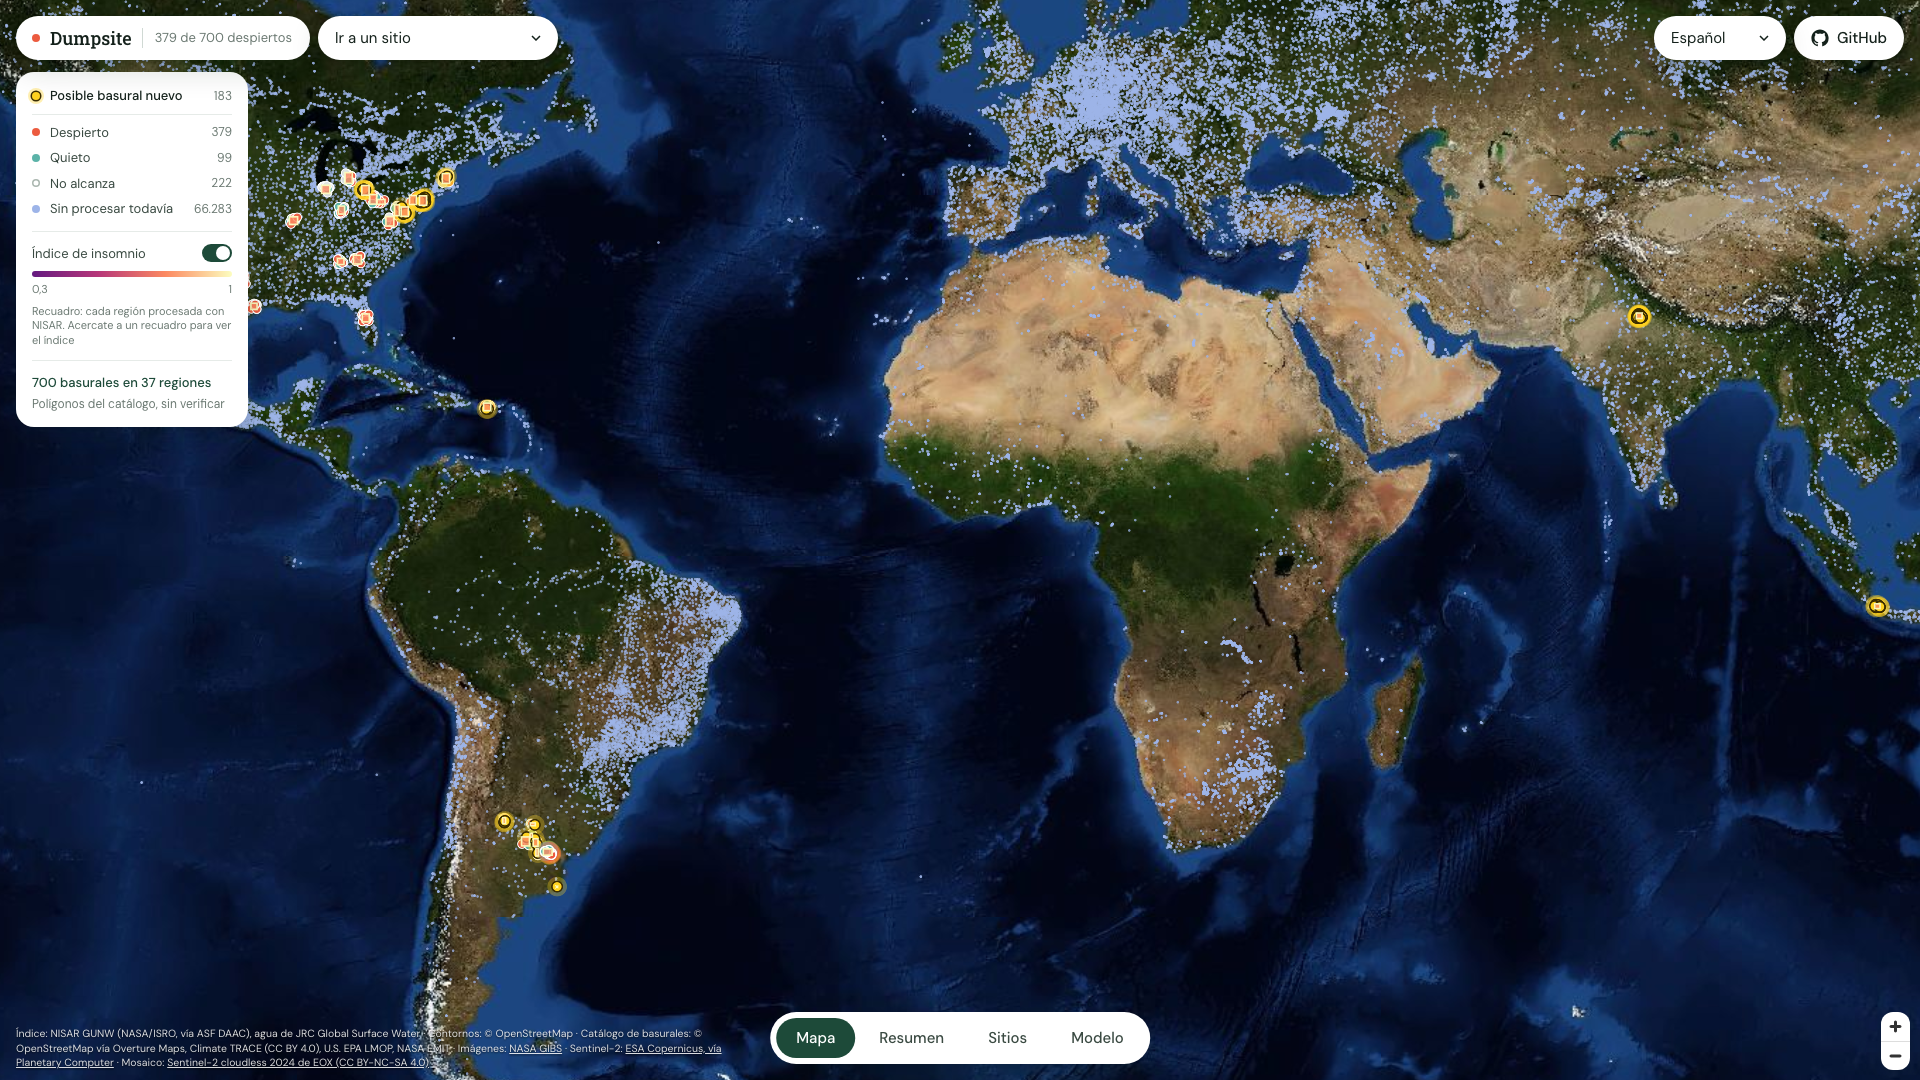 Dumpsite
379 de 700 despiertos
Ir a un sitio
Español
GitHub
Posible basural nuevo 183
Despierto 379
Quieto 99
No alcanza 222
Sin procesar todavía 66.283
Índice de insomnio
0,3 1
Recuadro: cada región procesada con
NISAR. Acercate a un recuadro para ver
el índice
700 basurales en 37 regiones
Polígonos del catálogo, sin verificar
Índice: NISAR GUNW (NASA/ISRO, vía ASF DAAC), agua de JRC Global Surface Water · Contornos: © OpenStreetMap · Catálogo de basurales: ©
OpenStreetMap vía Overture Maps, Climate TRACE (CC BY 4.0), U.S. EPA LMOP, NASA EMIT · Imágenes: NASA GIBS · Sentinel-2: ESA Copernicus, vía
Planetary Computer · Mosaico: Sentinel-2 cloudless 2024 de EOX (CC BY-NC-SA 4.0)
Mapa
Resumen
Sitios
Modelo